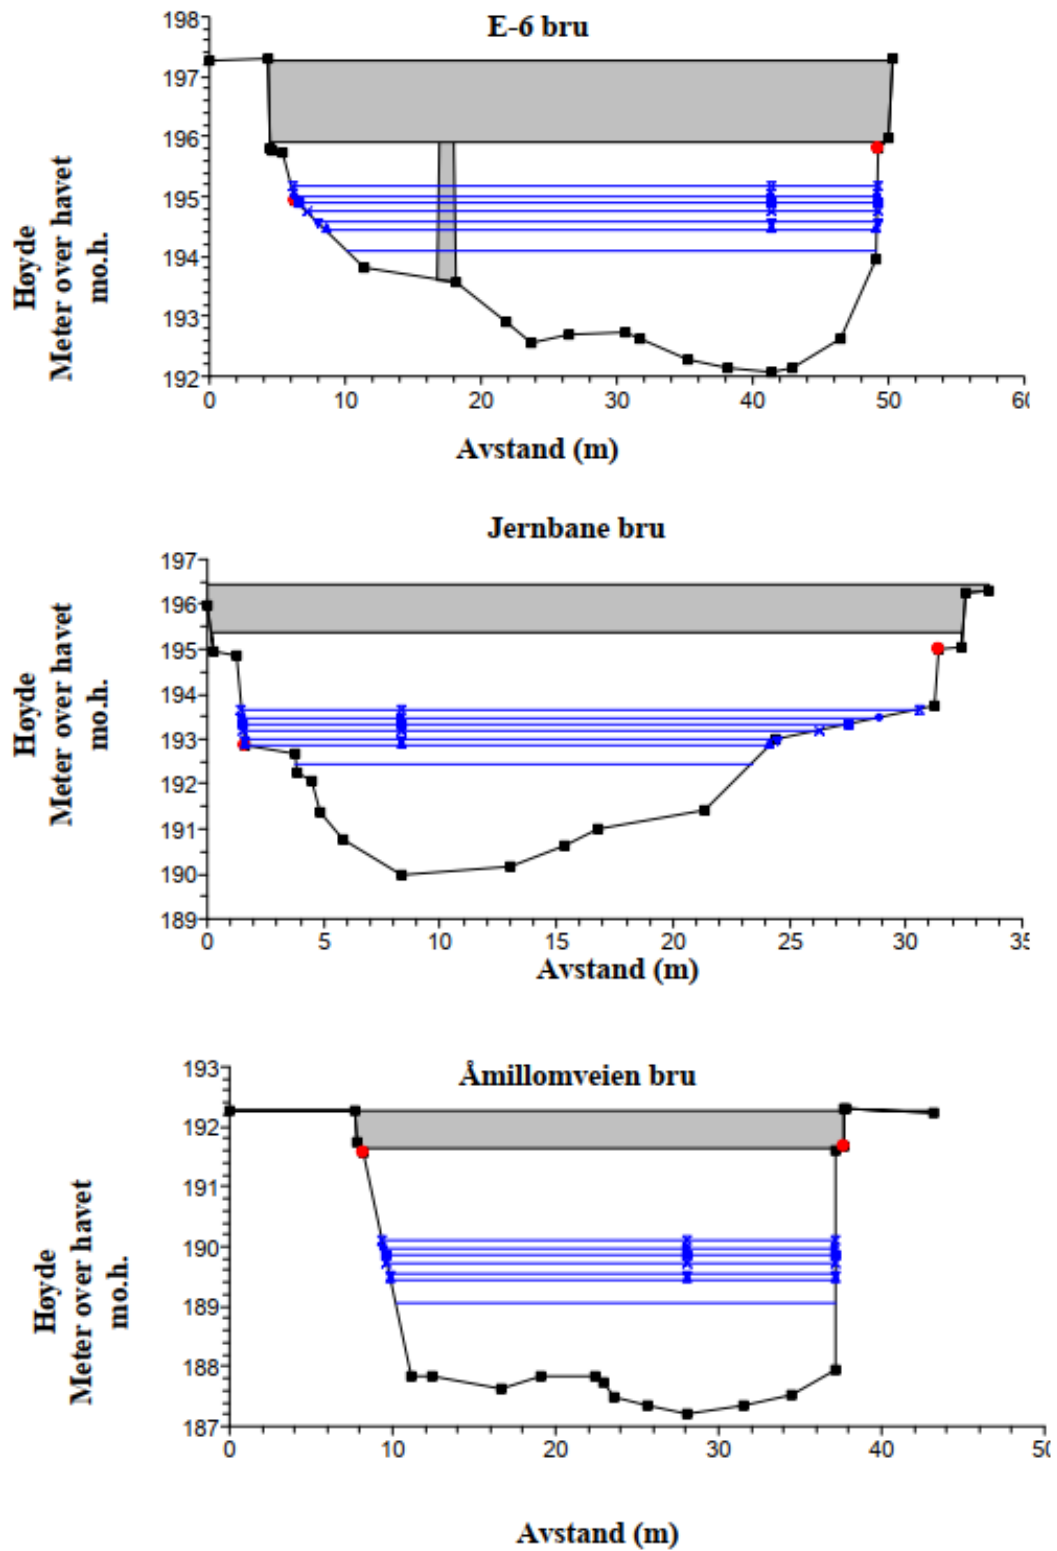 E-6 bru
198
197
196
195
194
193
192
0 10 20 30 40 50 60
Høyde
Meter over havet
mo.h.
Avstand (m)
Jernbane bru
197
196
195
194
193
192
191
190
189
0 5 10 15 20 25 30 35
Høyde
Meter over havet
mo.h.
Avstand (m)
Åmillomveien bru
193
192
191
190
189
188
187
0 10 20 30 40 50
Høyde
Meter over havet
mo.h.
Avstand (m)